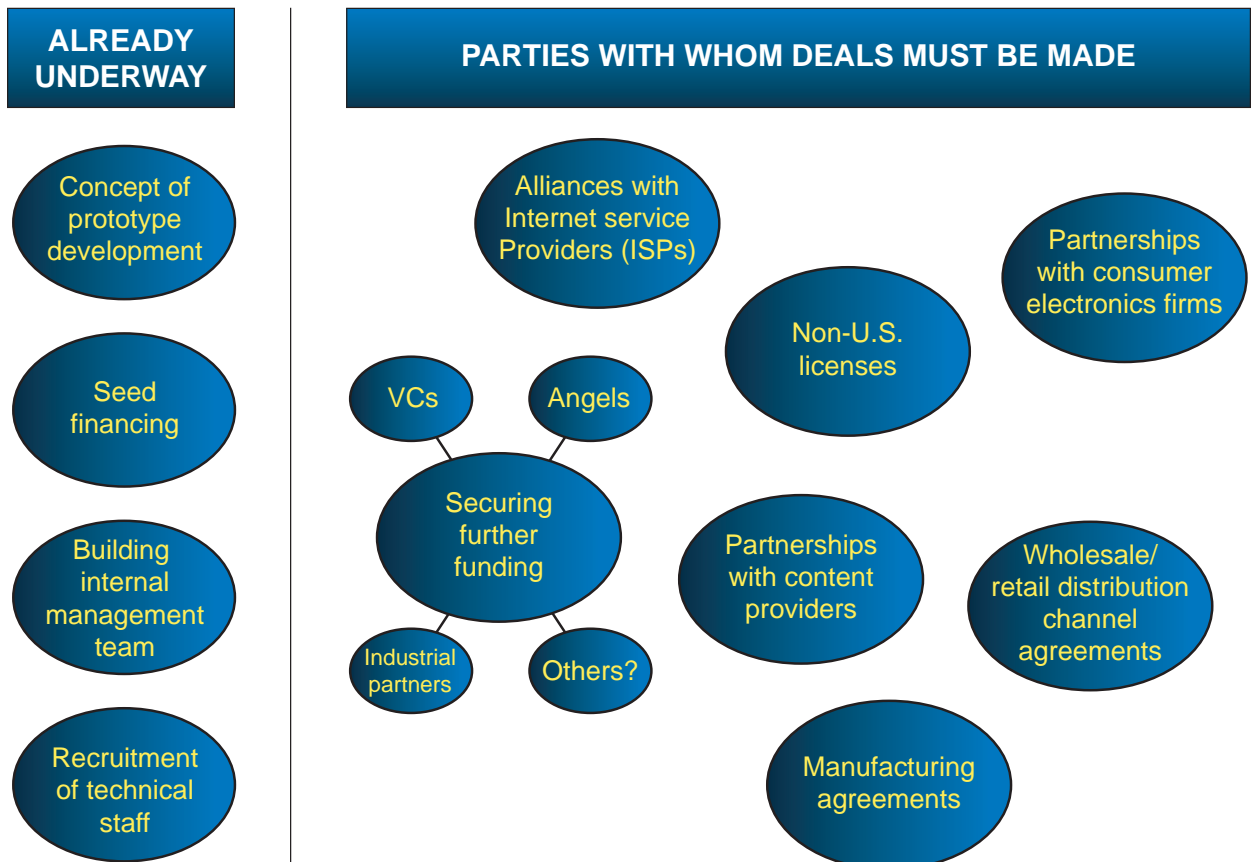 ALREADY
UNDERWAY
PARTIES WITH WHOM DEALS MUST BE MADE
Concept of
prototype
development
Seed
financing
Building
internal
management
team
Recruitment
of technical
staff
Alliances with
Internet service
Providers (ISPs)
Partnerships
with consumer
electronics firms
Non-U.S.
licenses
VCs
Angels
Securing
further
funding
Industrial
partners
Others?
Partnerships
with content
providers
Wholesale/
retail distribution
channel
agreements
Manufacturing
agreements